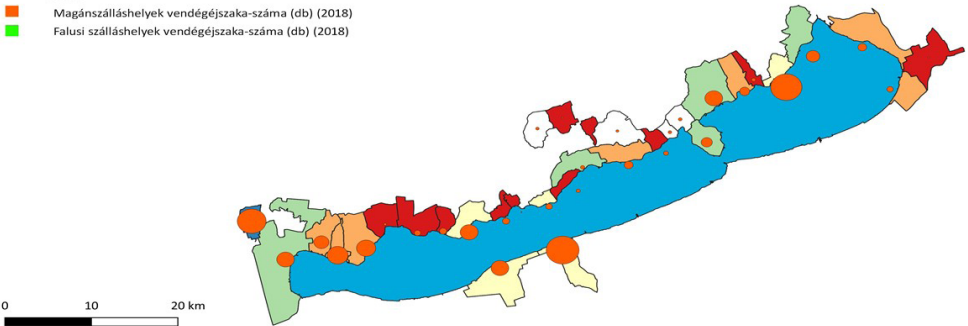 Magánszálláshelyek vendégéjszaka-száma (db) (2018)
Falusi szálláshelyek vendégéjszaka-száma (db) (2018)
0 10 20 km